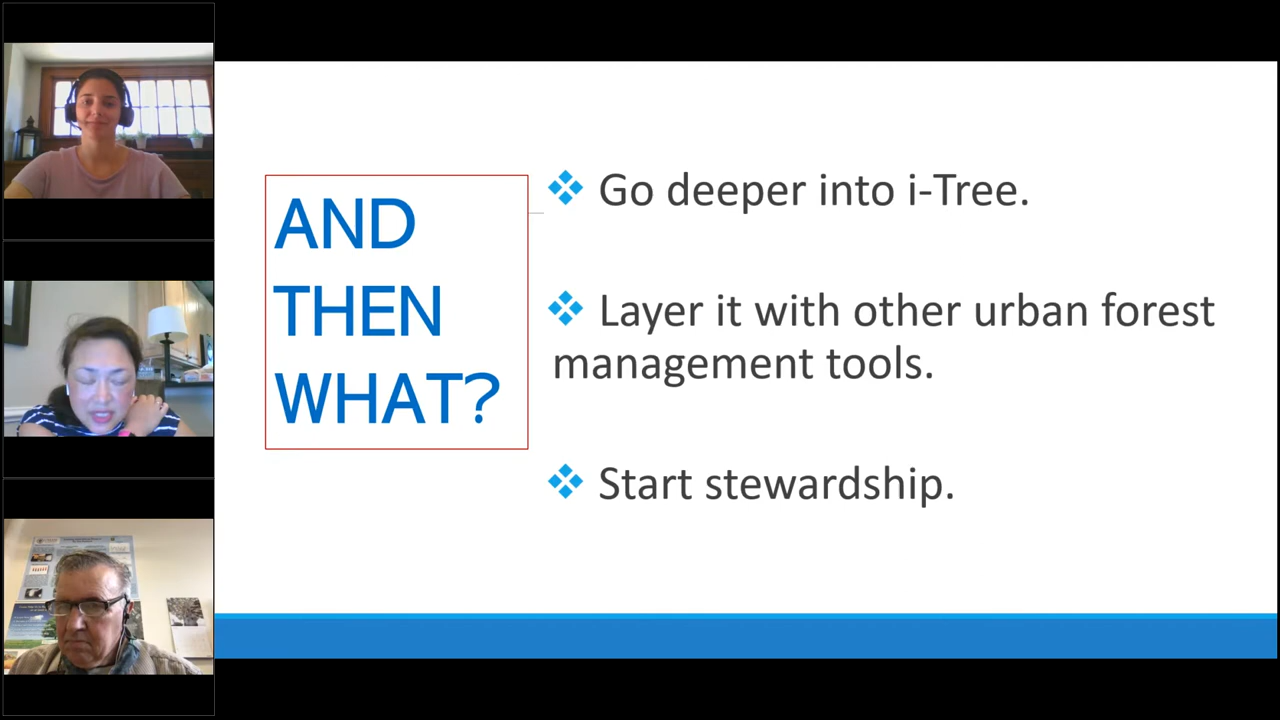 AND
THEN
WHAT?
❖ Go deeper into i-Tree.
❖ Layer it with other urban forest
management tools.
❖ Start stewardship.